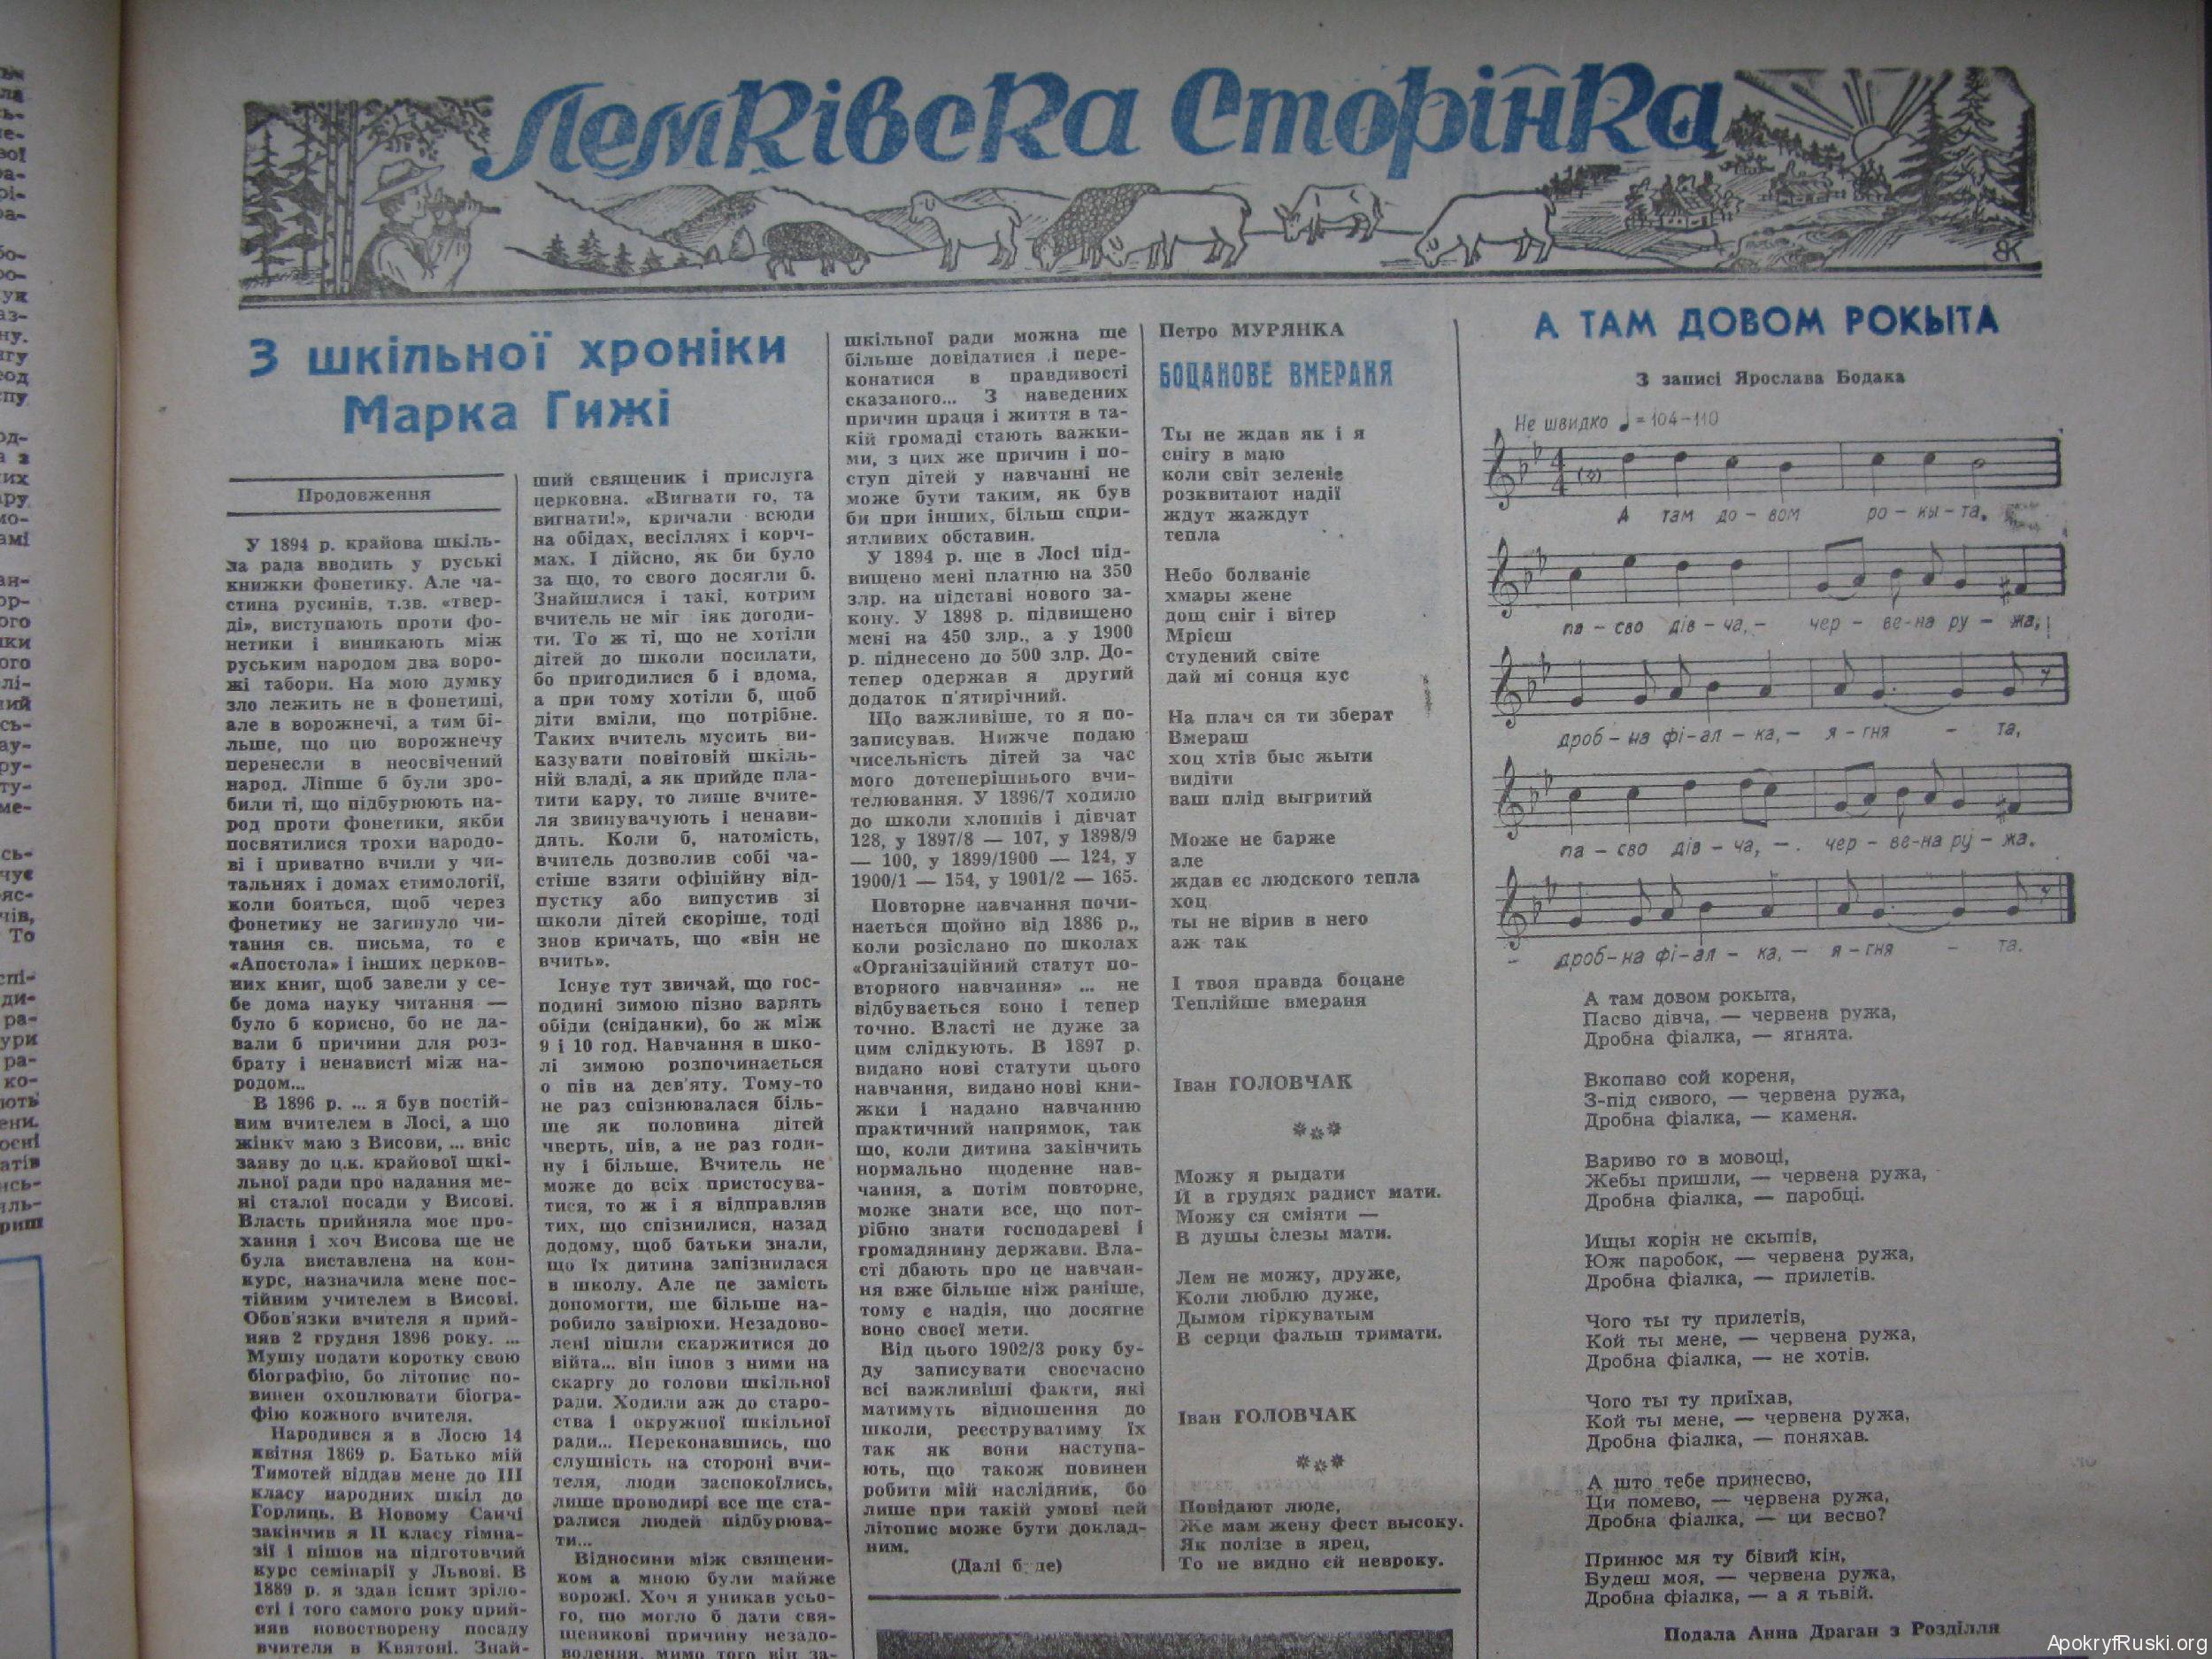 Лемківска Сторінка
З шкільної хроніки
Марка Гижі
Продовження
У 1894 р. крайова шкіль-
на рада вводить у руські
книжки фонетику. Але ча-
стина русинів, т.зв. «твер-
ді», виступають проти фо-
нетики і виникають між
руським народом два воро-
жі табори. На мою думку
зло лежить не в фонетиці,
але в ворожнечі, а тим бі-
льше, що цю ворожнечу
перенесли в неосвічений
народ. Ліпше б були зро-
били ті, що підбурюють на-
род проти фонетики, якби
посвятилися трохи народо-
ві і приватно вчили у чи-
тальнях і домах етимології,
коли бояться, щоб через
фонетику не загинуло чи-
тання св. письма, то є
«Апостола» і інших церков-
них книг, щоб завели у се-
бе дома науку читання —
було б корисно, бо не да-
вали б причини для роз-
брату і ненависті між на-
родом...
В 1896 р. ... я був постій-
ним вчителем в Лосі, а що
жінку маю з Висови, ... вніс
заяву до ц.к. крайової шкі-
льної ради про надання ме-
ні сталої посади у Висові.
Власть прийняла моє про-
хання і хоч Висова ще не
була виставлена на кон-
курс, назначила мене пос-
тійним учителем в Висові.
Обов'язки вчителя я прий-
няв 2 грудня 1896 року. ...
Мушу подати коротку свою
біографію, бо літопис по-
винен охоплювати біогра-
фію кожного вчителя.
Народився я в Лосю 14
квітня 1869 р. Батько мій
Тимотей віддав мене до III
класу народних шкіл до
Горлиць. В Новому Санчі
закінчив я II класу гімна-
зії і пішов на підготовчий
курс семінарії у Львові. В
1889 р. я здав іспит зріло-
сті і того самого року прий-
няв новостворену посаду
вчителя в Квятоні. Знай-
ший священик і прислуга
церковна. «Вигнати го, та
вигнати!», кричали всюди
на обідах, весіллях і корч-
мах. І дійсно, як би було
за що, то свого досягли б.
Знайшлися і такі, котрим
вчитель не міг іяк догоди-
ти. То ж ті, що не хотіли
дітей до школи посилати,
бо пригодилися б і вдома,
а при тому хотіли б, щоб
діти вміли, що потрібне.
Таких вчитель мусить ви-
казувати повітовій шкіль-
ній владі, а як прийде пла-
тити кару, то лише вчите-
ля звинувачують і ненави-
дять. Коли б, натомість,
вчитель дозволив собі ча-
стіше взяти офіційну від-
пустку або випустив зі
школи дітей скоріше, тоді
знов кричать, що «він не
вчить».
Існує тут звичай, що гос-
подині зимою пізно варять
обіди (сніданки), бо ж між
9 і 10 год. Навчання в шко-
лі зимою розпочинається
о пів на дев'яту. Тому-то
не раз спізнювалася біль-
ше як половина дітей
чверть, пів, а не раз годи-
ну і більше. Вчитель не
може до всіх пристосува-
тися, то ж і я відправляв
тих, що спізнилися, назад
додому, щоб батьки знали,
що їх дитина запізнилася
в школу. Але це замість
допомогти, ще більше на-
робило завірюхи. Незадово-
лені пішли скаржитися до
війта... він ішов з ними на
скаргу до голови шкільної
ради. Ходили аж до старо-
ства і окружної шкільної
ради... Переконавшись, що
слушність на стороні вчи-
теля, люди заспокоїлись,
лише проводирі все ще ста-
ралися людей підбурюва-
ти...
Відносини між священи-
ком а мною були майже
ворожі. Хоч я уникав усьо-
го, що могло б дати свя-
щеникові причину незадо-
волення, мимо того він за-
шкільної ради можна ще
більше довідатися і пере-
конатися в правдивості
сказаного... З наведених
причин праця і життя в та-
кій громаді стають важки-
ми, з цих же причин і по-
ступ дітей у навчанні не
може бути таким, як був
би при інших, більш спри-
ятливих обставин.
У 1894 р. ще в Лосі під-
вищено мені платню на 350
злр. на підставі нового за-
кону. У 1898 р. підвищено
мені на 450 злр., а у 1900
р. піднесено до 500 злр. До-
тепер одержав я другий
додаток п'ятирічний.
Що важливіше, то я по-
записував. Нижче подаю
чисельність дітей за час
мого дотеперішнього вчи-
телювання. У 1896/7 ходило
до школи хлопців і дівчат
128, у 1897/8 — 107, у 1898/9
— 100, у 1899/1900 — 124, у
1900/1 — 154, у 1901/2 — 165.
Повторне навчання почи-
нається щойно від 1886 р.,
коли розіслано по школах
«Організаційний статут по-
вторного навчання» ... не
відбувається воно і тепер
точно. Власті не дуже за
цим слідкують. В 1897 р.
видано нові статути цього
навчання, видано нові кни-
жки і надано навчанню
практичний напрямок, так
що, коли дитина закінчить
нормально щоденне нав-
чання, а потім повторне,
може знати все, що пот-
рібно знати господареві і
громадянину держави. Вла-
сті дбають про це навчан-
ня вже більше ніж раніше,
тому є надія, що досягне
воно своєї мети.
Від цього 1902/3 року бу-
ду записувати своєчасно
всі важливіші факти, які
матимуть відношення до
школи, реєструватиму їх
так як вони наступа-
ють, що також повинен
робити мій наслідник, бо
лише при такій умові цей
літопис може бути доклад-
ним.
(Далі буде)
Петро МУРЯНКА
БОЦАНОВЕ ВМЕРАНЯ
Ты не ждав як і я
снігу в маю
коли світ зеленіє
розквитают надії
ждут жаждут
тепла
Небо болваніє
хмары жене
дощ сніг і вітер
Мрієш
студений світе
дай мі сонця кус
На плач ся ти зберат
Вмераш
хоц хтів быс жыти
видіти
ваш плід выгритий
Може не барже
але
ждав єс людского тепла
хоц
ты не вірив в него
аж так
І твоя правда боцане
Теплійше вмераня
Іван ГОЛОВЧАК
***
Можу я рыдати
Й в грудях радист мати.
Можу ся сміяти —
В душы слезы мати.
Лем не можу, друже,
Коли люблю дуже,
Дымом гіркуватым
В серци фальш тримати.
Іван ГОЛОВЧАК
***
Повідают люде,
Же мам жену фест высоку.
Як полізе в ярец,
То не видно єй невроку.
А ТАМ ДОВОМ РОКЫТА
З записі Ярослава Бодака
Не швидко ♩ = 104–110
А там до – вом ро – кы – та,
па – сво дів – ча, – чер – ве-на ру – жа,
дроб – на фі – ал – ка, – я – гня – та,
па – сво дів – ча, – . чер – ве-на ру – жа.
дроб – на фі – ал – ка, – я – гня – та.
А там довом рокыта,
Пасво дівча, — червена ружа,
Дробна фіалка, — ягнята.
Вкопаво сой кореня,
З-під сивого, — червена ружа,
Дробна фіалка, — каменя.
Вариво го в мовоці,
Жебы пришли, — червена ружа,
Дробна фіалка, — паробці.
Ищы корін не скыпів,
Юж паробок, — червена ружа,
Дробна фіалка, — прилетів.
Чого ты ту прилетів,
Кой ты мене, — червена ружа,
Дробна фіалка, — не хотів.
Чого ты ту приїхав,
Кой ты мене, — червена ружа,
Дробна фіалка, — поняхав.
А што тебе принесво,
Ци помево, — червена ружа,
Дробна фіалка, — ци весво?
Принюс мя ту бівий кін,
Будеш моя, — червена ружа,
Дробна фіалка, — а я тьвій.
Подала Анна Драган з Розділля
ApokryfRuski.org